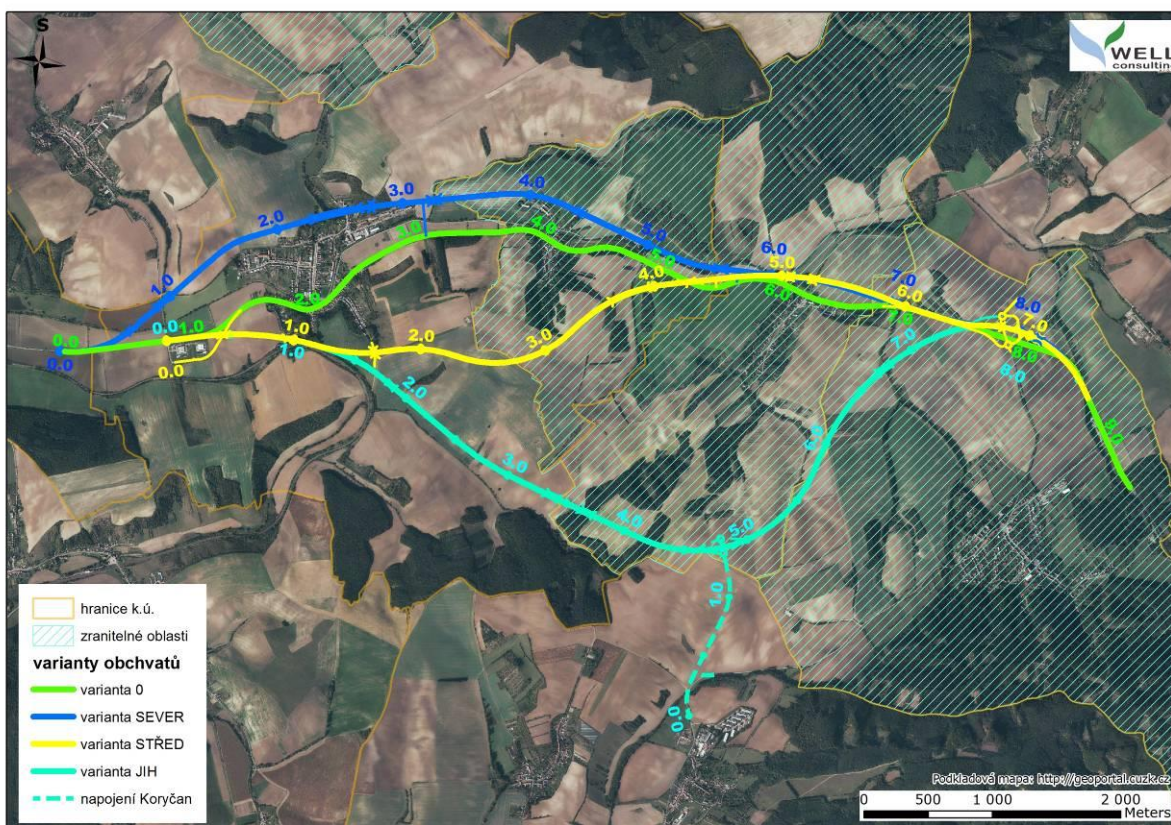 S
WELL
consulting
3.0
4.0
2.0
3.0
4.0
1.0
5.0
5.0
6.0
5.0
2.0
4.0
6.0
7.0
6.0
0.0
0.0
0.0
1.0
1.0
1.0
0.0
2.0
3.0
7.0
8.0
7.0
8.0
8.0
2.0
9.0
6.0
3.0
4.0
5.0
1.0
0.0
hranice k.ú.
zranitelné oblasti
varianty obchvatů
varianta 0
varianta SEVER
varianta STŘED
varianta JIH
napojení Koryčan
Podkladová mapa: http://geoportal.cuzk.cz
0 500 1 000 2 000
Meters